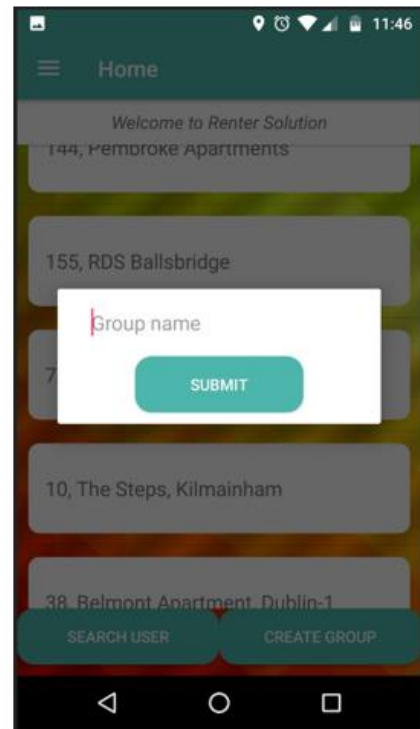 11:46
Home
Welcome to Renter Solution
144, Pembroke Apartments
155, RDS Ballsbridge
Group name
7
SUBMIT
10, The Steps, Kilmainham
38, Belmont Apartment, Dublin-1
SEARCH USER CREATE GROUP